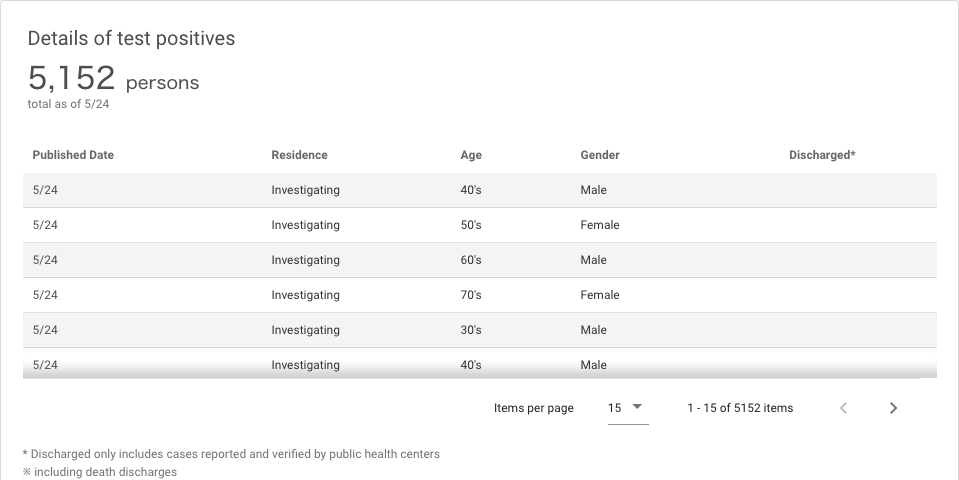 Details of test positives
5,152 persons
total as of 5/24
Published Date Residence Age Gender Discharged*
5/24 Investigating 40's Male
5/24 Investigating 50's Female
5/24 Investigating 60's Male
5/24 Investigating 70's Female
5/24 Investigating 30's Male
5/24 Investigating 40's Male
Items per page 15 1 - 15 of 5152 items
* Discharged only includes cases reported and verified by public health centers
※ including death discharges